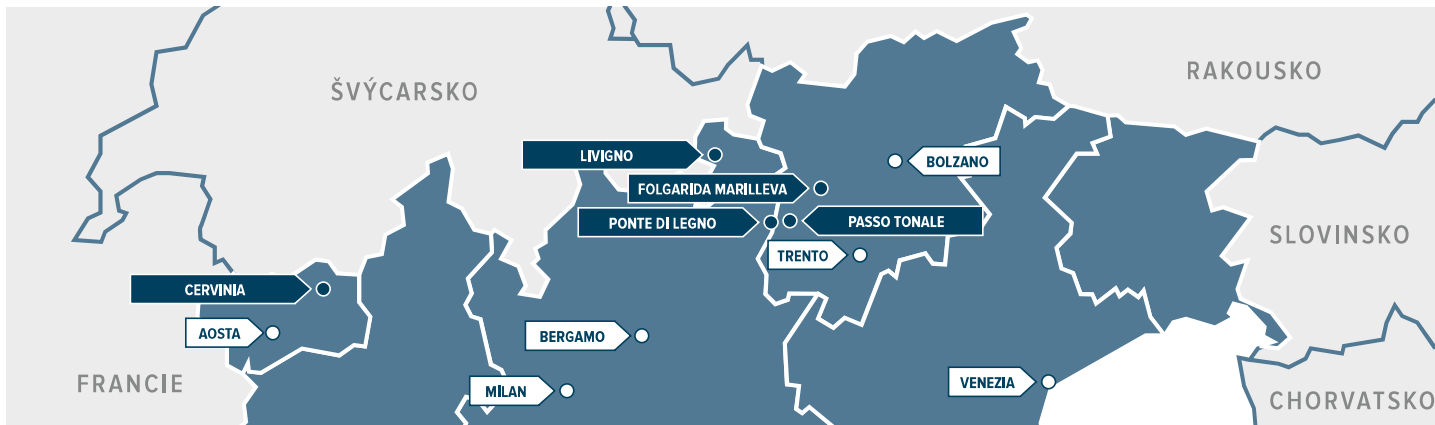 RAKOUSKO
ŠVÝCARSKO
LIVIGNO
BOLZANO
FOLGARIDA MARILLEVA
PONTE DI LEGNO
PASSO TONALE
SLOVINSKO
TRENTO
CERVINIA
AOSTA
BERGAMO
FRANCIE
VENEZIA
MILAN
CHORVATSKO